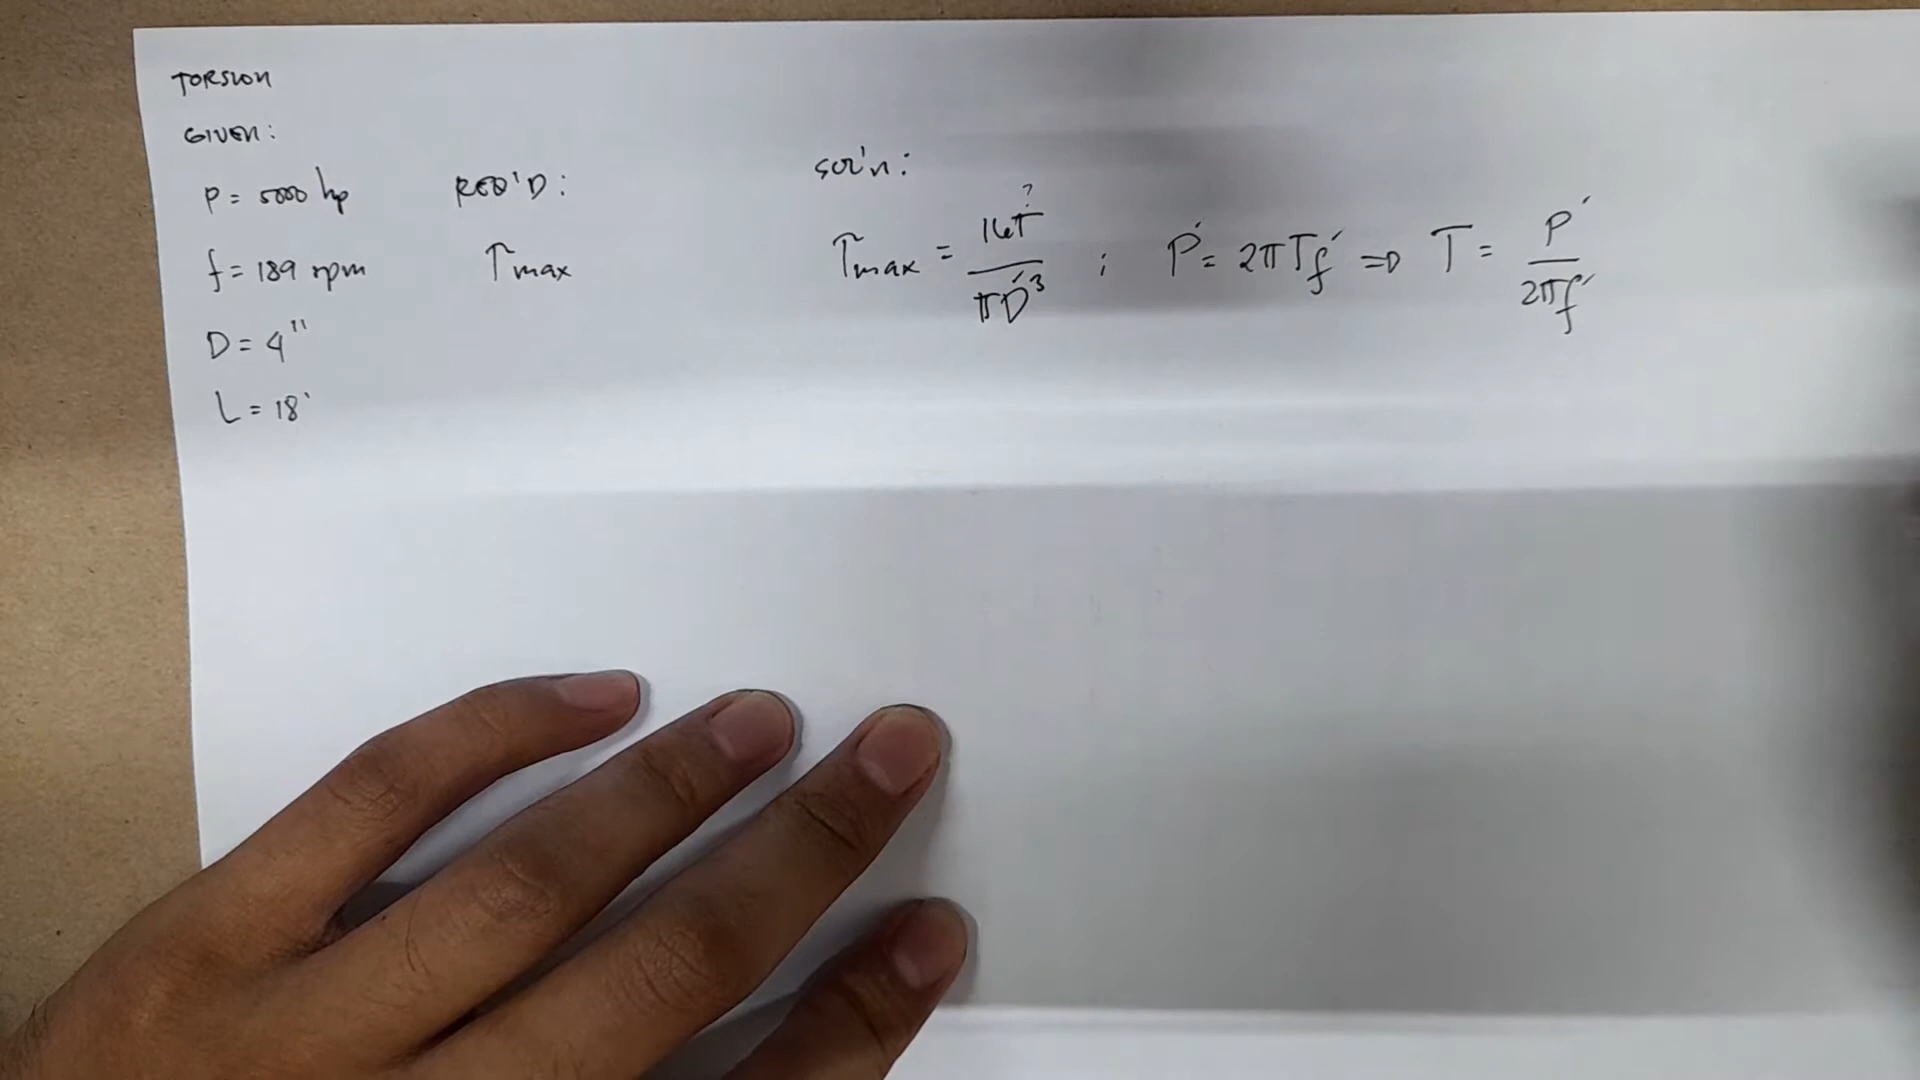 TORSION
GIVEN:
P = 5000 hp
f = 189 rpm
D = 4"
L = 18'
REQ'D:
τmax
SOL'N:
τmax = 16T? / πD³ ; P = 2πTf => T = P / 2πf